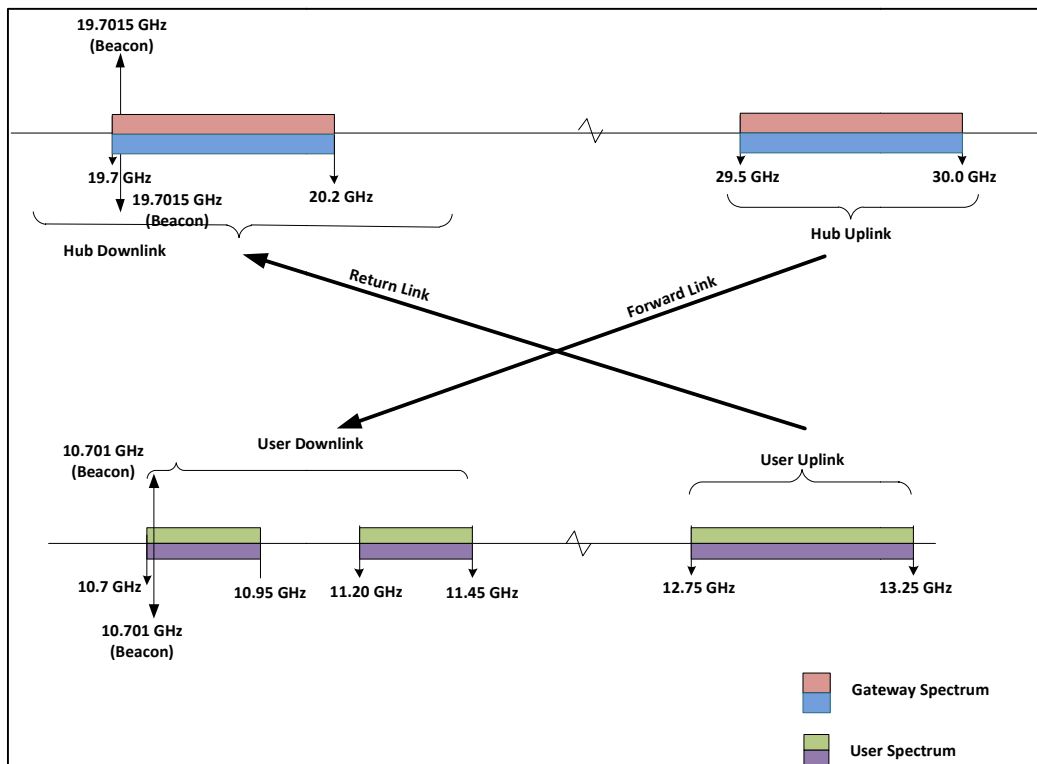 19.7015 GHz
(Beacon)
19.7 GHz
19.7015 GHz
(Beacon)
20.2 GHz
29.5 GHz
30.0 GHz
Hub Downlink
Hub Uplink
Return Link
Forward Link
User Downlink
User Uplink
10.701 GHz
(Beacon)
10.7 GHz
10.95 GHz
11.20 GHz
11.45 GHz
12.75 GHz
13.25 GHz
10.701 GHz
(Beacon)
Gateway Spectrum
User Spectrum